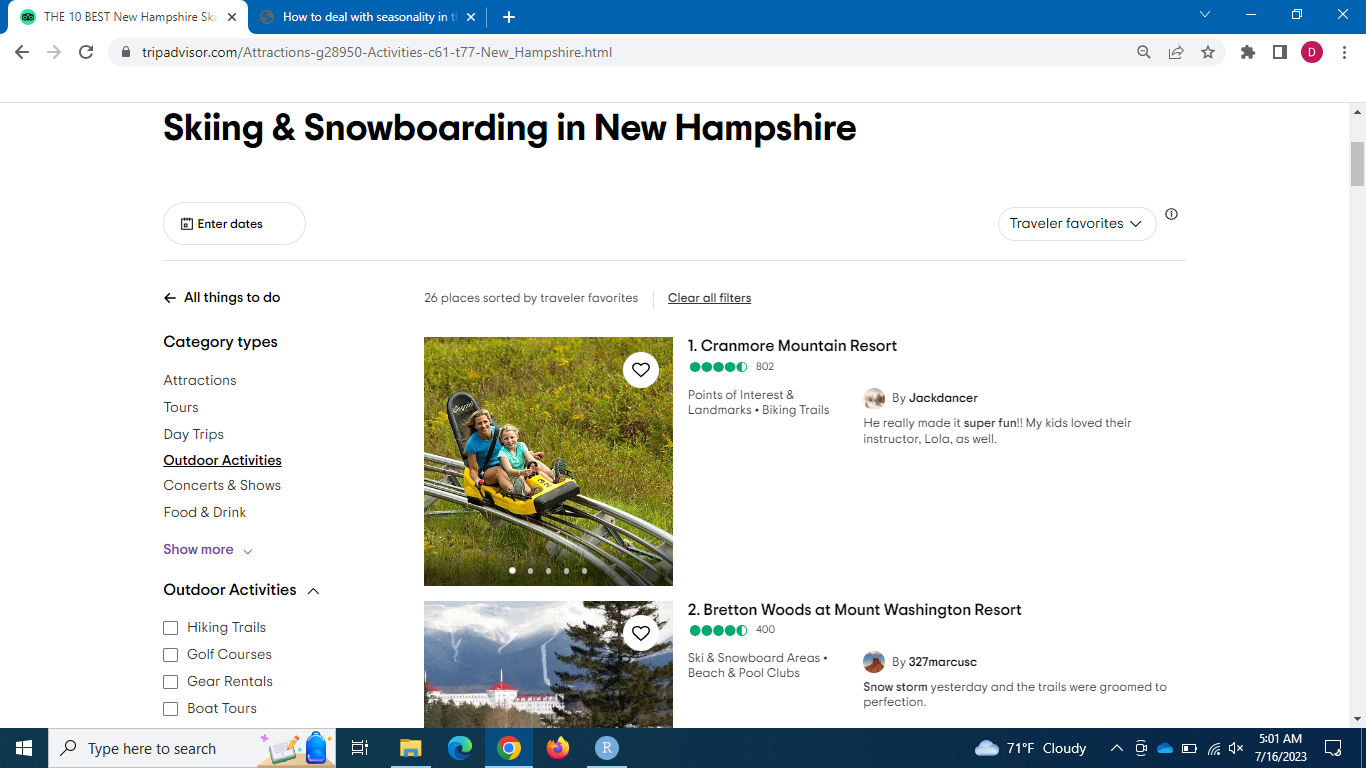 THE 10 BEST New Hampshire Skii
How to deal with seasonality in t
tripadvisor.com/Attractions-g28950-Activities-c61-t77-New_Hampshire.html
D
Skiing & Snowboarding in New Hampshire
Enter dates
Traveler favorites
All things to do
26 places sorted by traveler favorites
Clear all filters
Category types
Attractions
Tours
Day Trips
Outdoor Activities
Concerts & Shows
Food & Drink
Show more
Outdoor Activities
Hiking Trails
Golf Courses
Gear Rentals
Boat Tours
1. Cranmore Mountain Resort
802
Points of Interest &
Landmarks • Biking Trails
By Jackdancer
He really made it super fun!! My kids loved their
instructor, Lola, as well.
2. Bretton Woods at Mount Washington Resort
400
Ski & Snowboard Areas •
Beach & Pool Clubs
By 327marcusc
Snow storm yesterday and the trails were groomed to
perfection.
Type here to search
R
71°F Cloudy
5:01 AM
7/16/2023